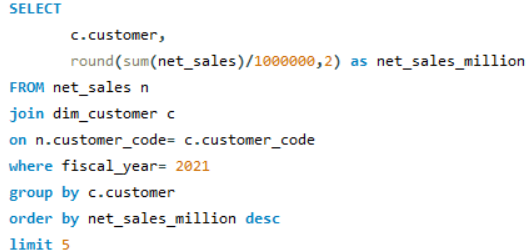 SELECT
c.customer,
round(sum(net_sales)/1000000,2) as net_sales_million
FROM net_sales n
join dim_customer c
on n.customer_code= c.customer_code
where fiscal_year= 2021
group by c.customer
order by net_sales_million desc
limit 5